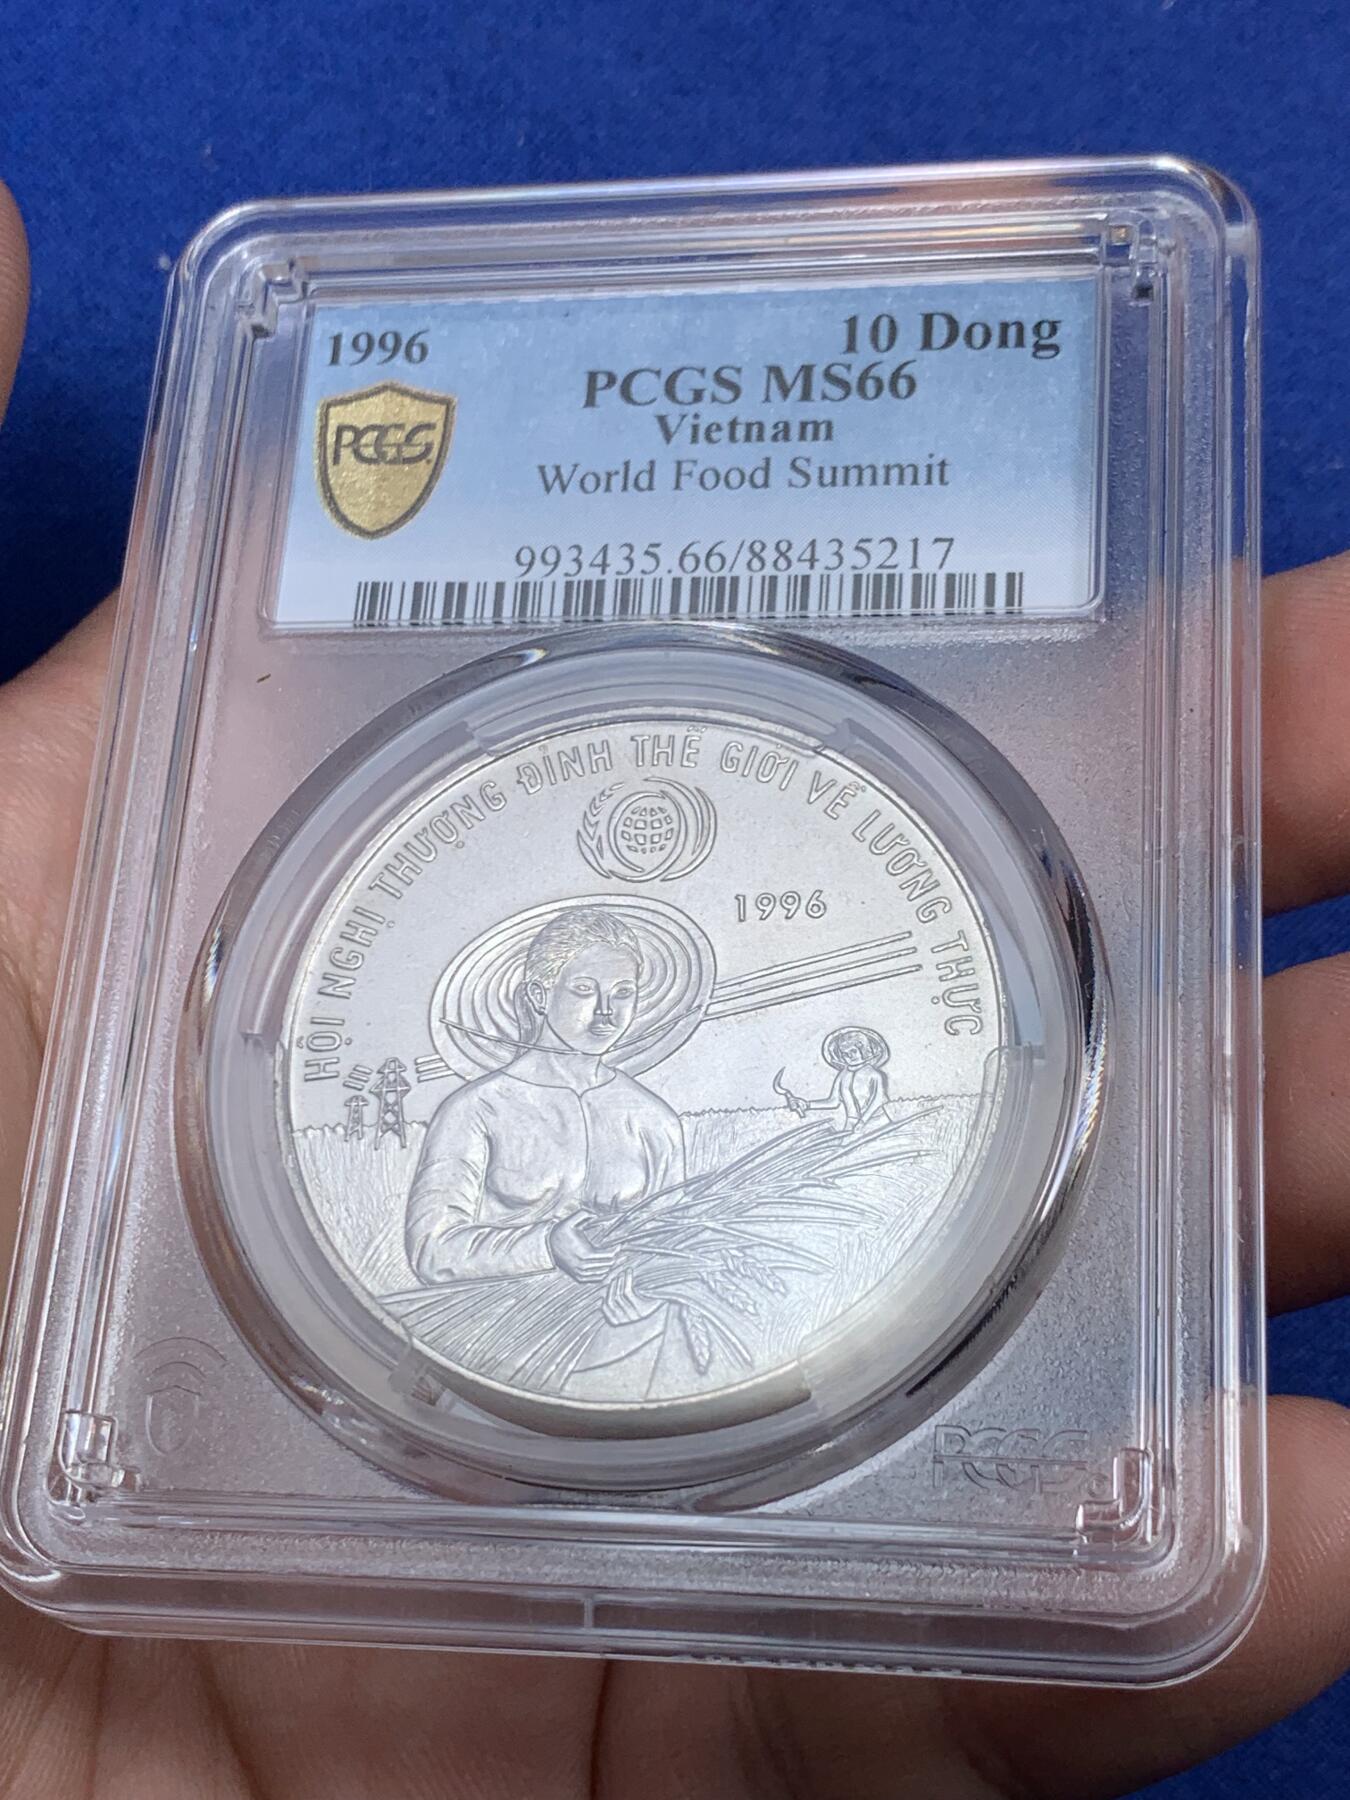 1996
10 Dong
PCGS MS66
PCGS
Vietnam
World Food Summit
993435.66/88435217
HỘI NGHỊ THƯỢNG ĐỈNH THẾ GIỚI VỀ LƯƠNG THỰC
1996
PCGS